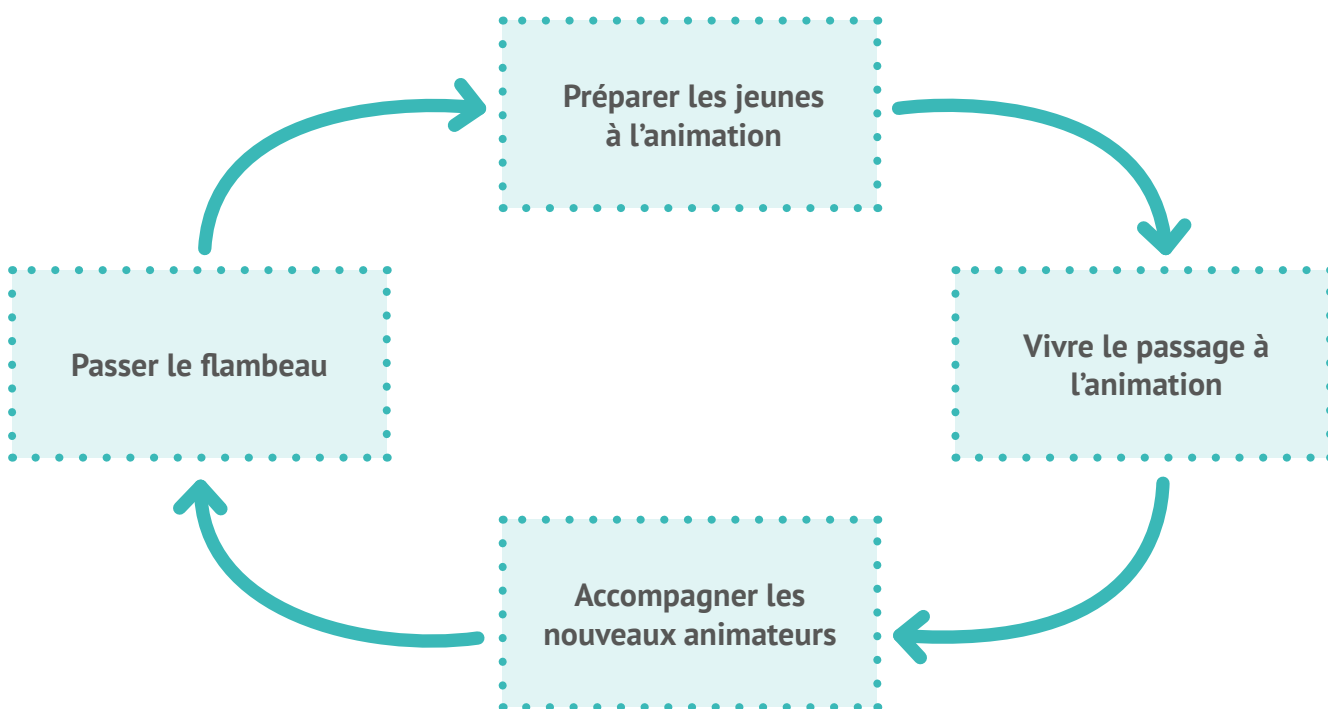 Préparer les jeunes
à l’animation
Passer le flambeau
Vivre le passage à
l’animation
Accompagner les
nouveaux animateurs